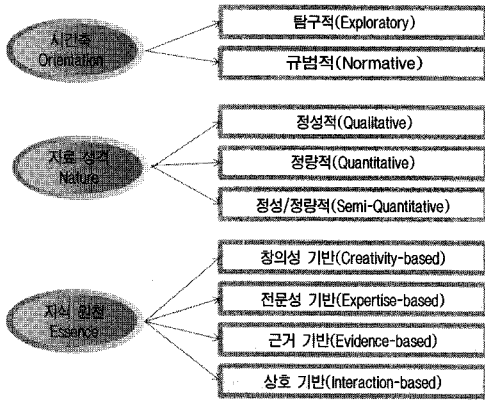 시간축
Orientation
탐구적(Exploratory)
규범적(Normative)
자료 성격
Nature
정성적(Qualitative)
정량적(Quantitative)
정성/정량적(Semi-Quantitative)
지식 원천
Essence
창의성 기반(Creativity-based)
전문성 기반(Expertise-based)
근거 기반(Evidence-based)
상호 기반(Interaction-based)